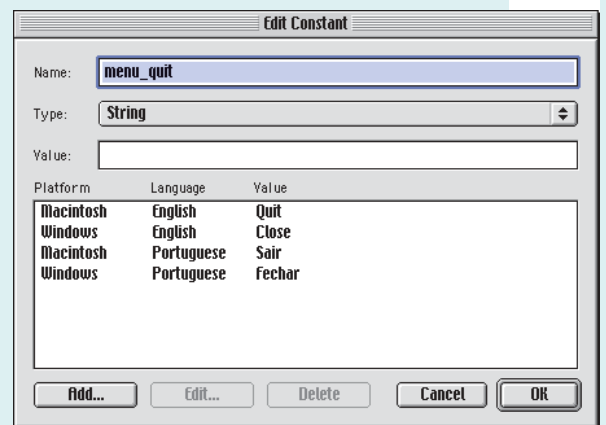 Edit Constant
Name: menu_quit
Type: String
Value:
Platform Language Value
Macintosh English Quit
Windows English Close
Macintosh Portuguese Sair
Windows Portuguese Fechar
Add... Edit... Delete Cancel OK